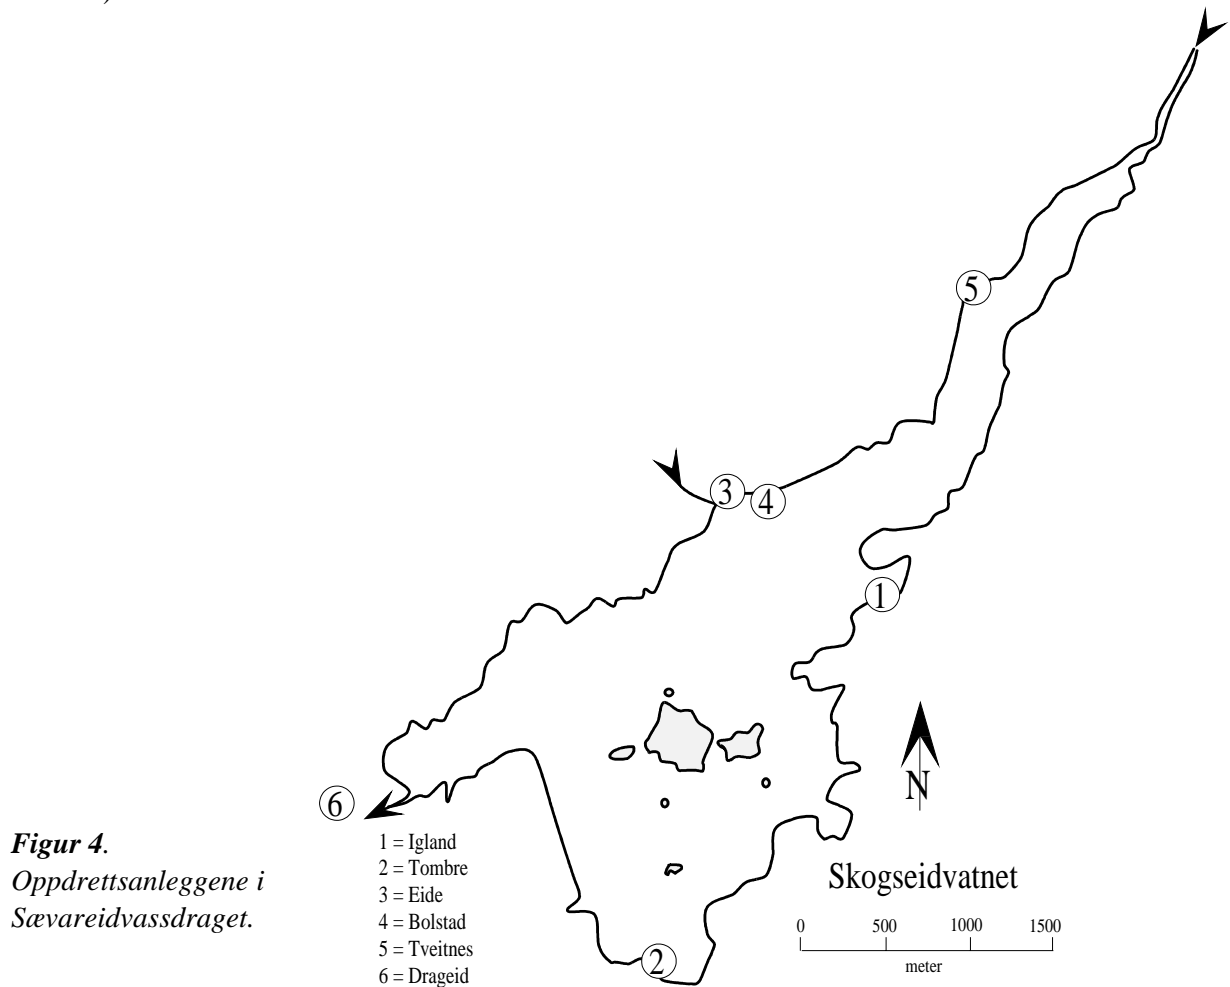 )
5
3
4
1
6
N
2
Figur 4.
Oppdrettsanleggene i
Sævareidvassdraget.
1 = Igland
2 = Tombre
3 = Eide
4 = Bolstad
5 = Tveitnes
6 = Drageid
Skogseidvatnet
0 500 1000 1500
meter